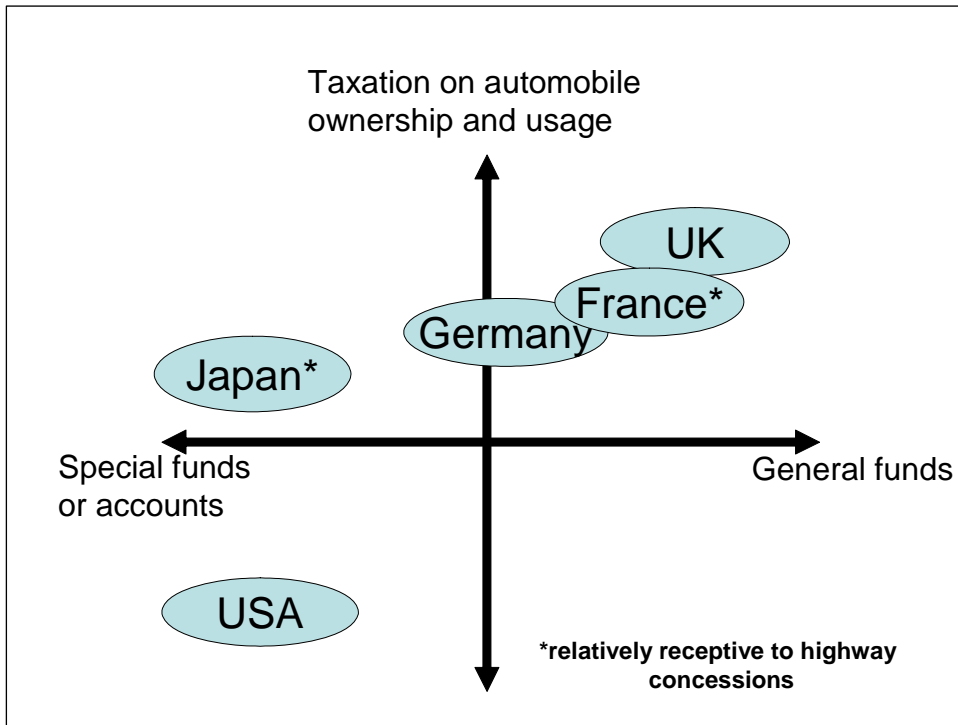 Taxation on automobile
ownership and usage
UK
France*
Germany
Japan*
Special funds
or accounts
General funds
USA
*relatively receptive to highway
concessions